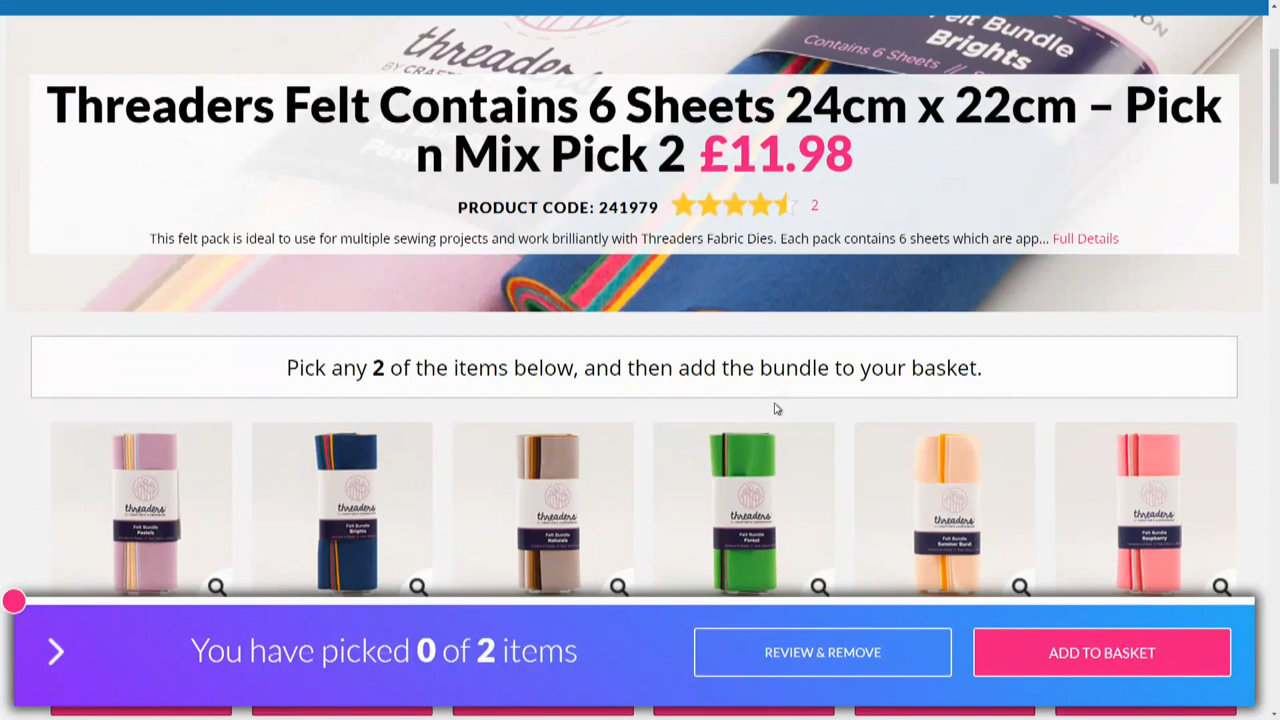 threaders
BY CRAFT
Felt Bundle
Brights
Contains 6 Sheets //
ON
Threaders Felt Contains 6 Sheets 24cm x 22cm – Pick
n Mix Pick 2 £11.98
PRODUCT CODE: 241979 2
This felt pack is ideal to use for multiple sewing projects and work brilliantly with Threaders Fabric Dies. Each pack contains 6 sheets which are app... Full Details
Pick any 2 of the items below, and then add the bundle to your basket.
threaders threaders threaders threaders threaders threaders
Felt Bundle Felt Bundle Felt Bundle Felt Bundle Felt Bundle Felt Bundle
Pastels Brights Naturals Forest Summer Burst Raspberry
You have picked 0 of 2 items
REVIEW & REMOVE
ADD TO BASKET